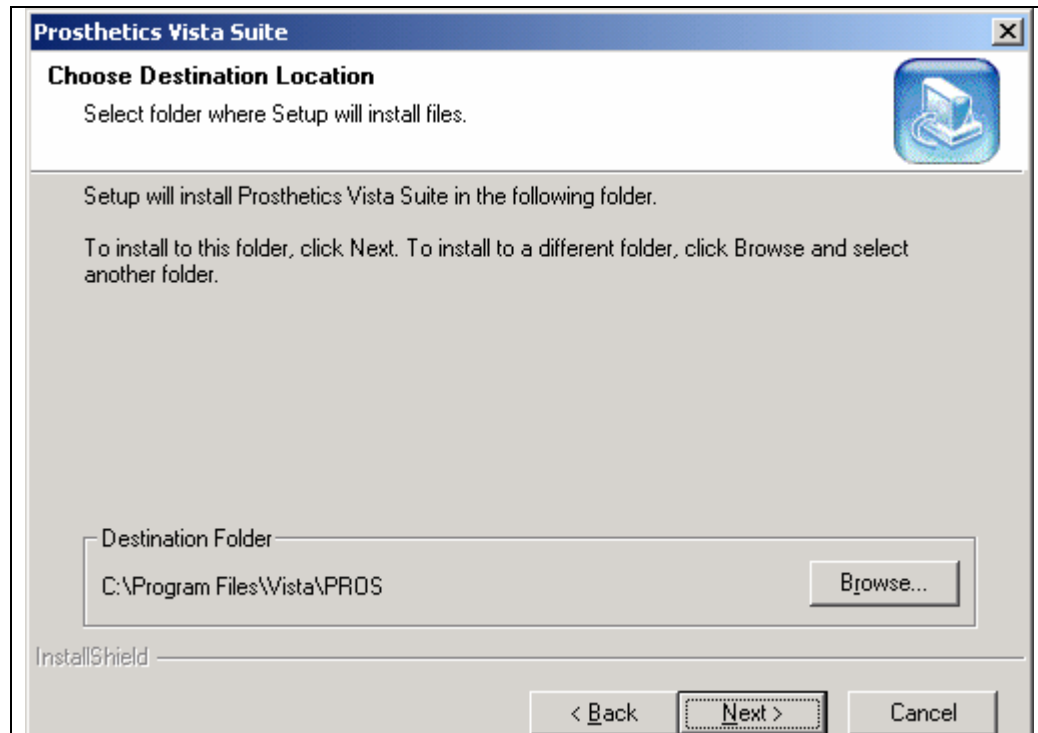 Prosthetics Vista Suite
Choose Destination Location
Select folder where Setup will install files.
Setup will install Prosthetics Vista Suite in the following folder.
To install to this folder, click Next. To install to a different folder, click Browse and select
another folder.
Destination Folder
C:\Program Files\Vista\PROS
Browse...
InstallShield
< Back
Next >
Cancel